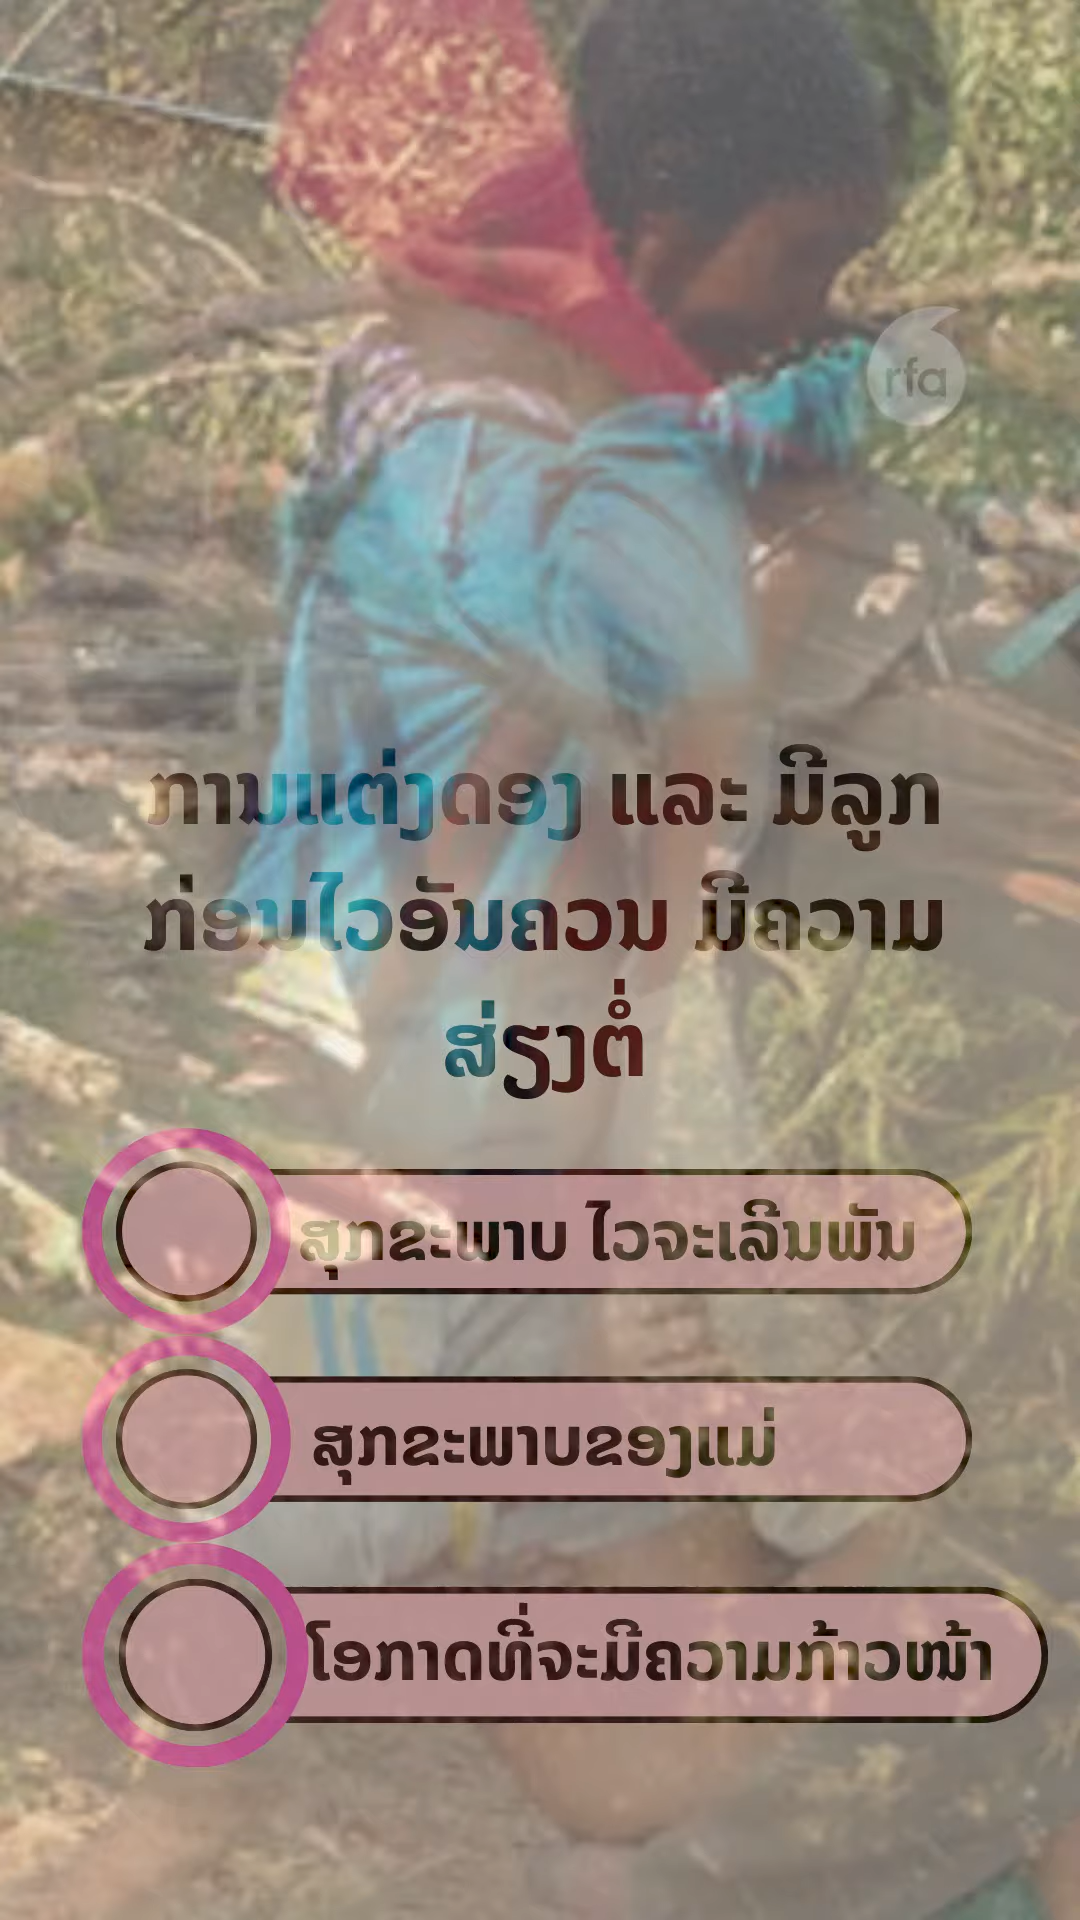 rfa
ການແຕ່ງດອງ ແລະ ມີລູກ
ກ່ອນໄວອັນຄວນ ມີຄວາມ
ສ່ຽງຕໍ່
ສຸກຂະພາບ ໄວຈະເລີນພັນ
ສຸກຂະພາບຂອງແມ່
ໂອກາດທີ່ຈະມີຄວາມກ້າວໜ້າ